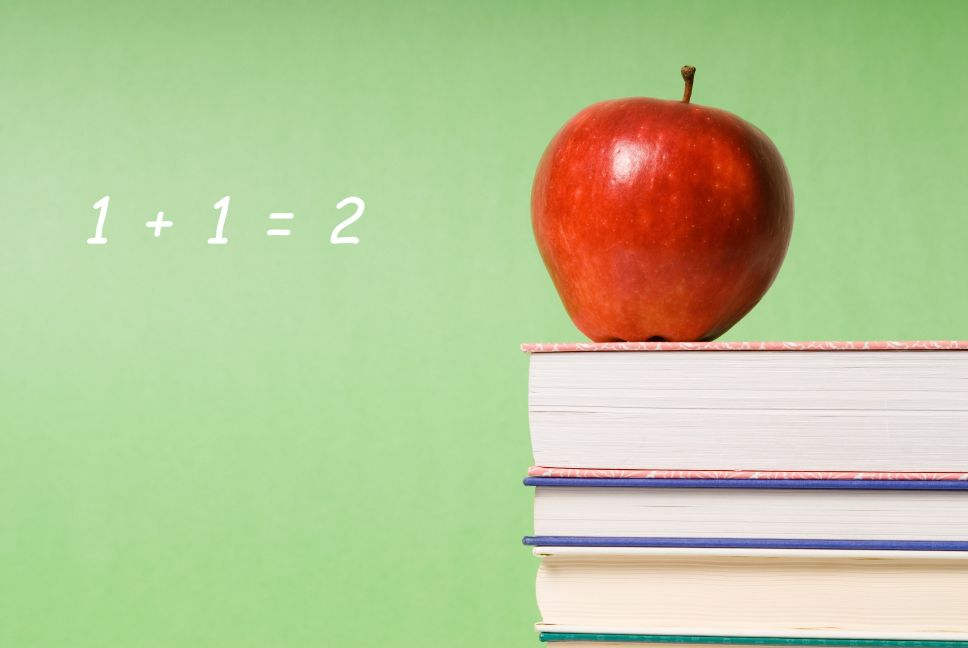 1 + 1 = 2